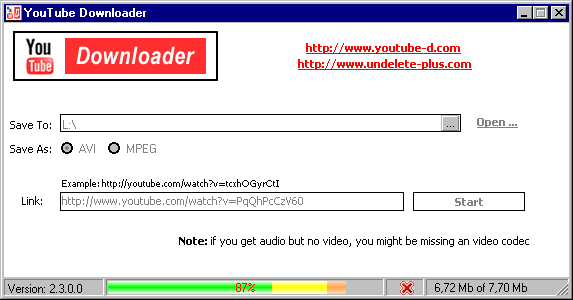 YouTube Downloader
You
Tube
Downloader
http://www.youtube-d.com
http://www.undelete-plus.com
Save To: L:\ ... Open ...
Save As: AVI MPEG
Example: http://youtube.com/watch?v=tcxhOGyrCtI
Link: http://www.youtube.com/watch?v=PqQhPcCzV60 Start
Note: if you get audio but no video, you might be missing an video codec
Version: 2.3.0.0 87% 6,72 Mb of 7,70 Mb